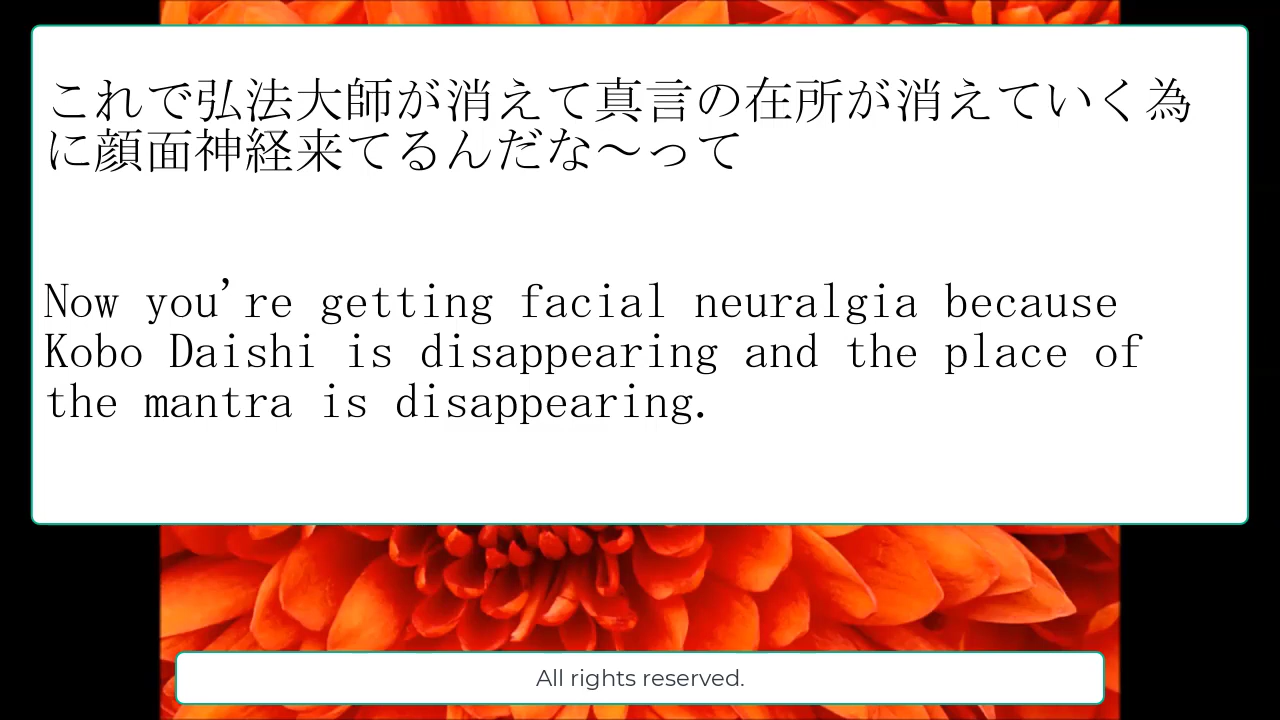 これで弘法大師が消えて真言の在所が消えていく為
に顔面神経来てるんだな〜って
Now you're getting facial neuralgia because
Kobo Daishi is disappearing and the place of
the mantra is disappearing.
All rights reserved.